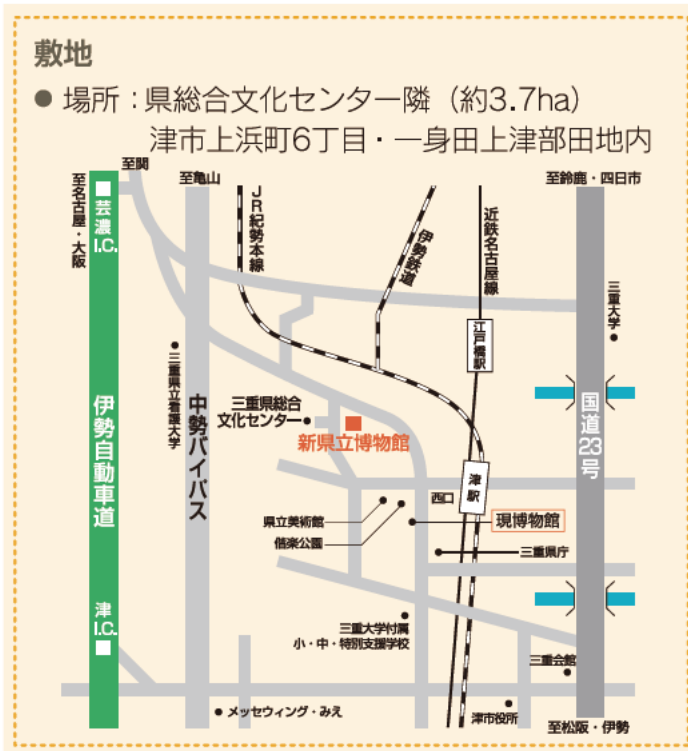 敷地
● 場所：県総合文化センター隣（約3.7ha）
津市上浜町6丁目・一身田上津部田地内
至関
至亀山
至鈴鹿・四日市
至名古屋・大阪
芸濃I.C.
JR紀勢本線
伊勢鉄道
近鉄名古屋線
三重大学
江戸橋駅
三重県立看護大学
中勢バイパス
伊勢自動車道
国道23号
三重県総合
文化センター
新県立博物館
津駅
西口
県立美術館
偕楽公園
現博物館
三重県庁
津I.C.
三重大学付属
小・中・特別支援学校
三重会館
メッセウィング・みえ
津市役所
至松阪・伊勢